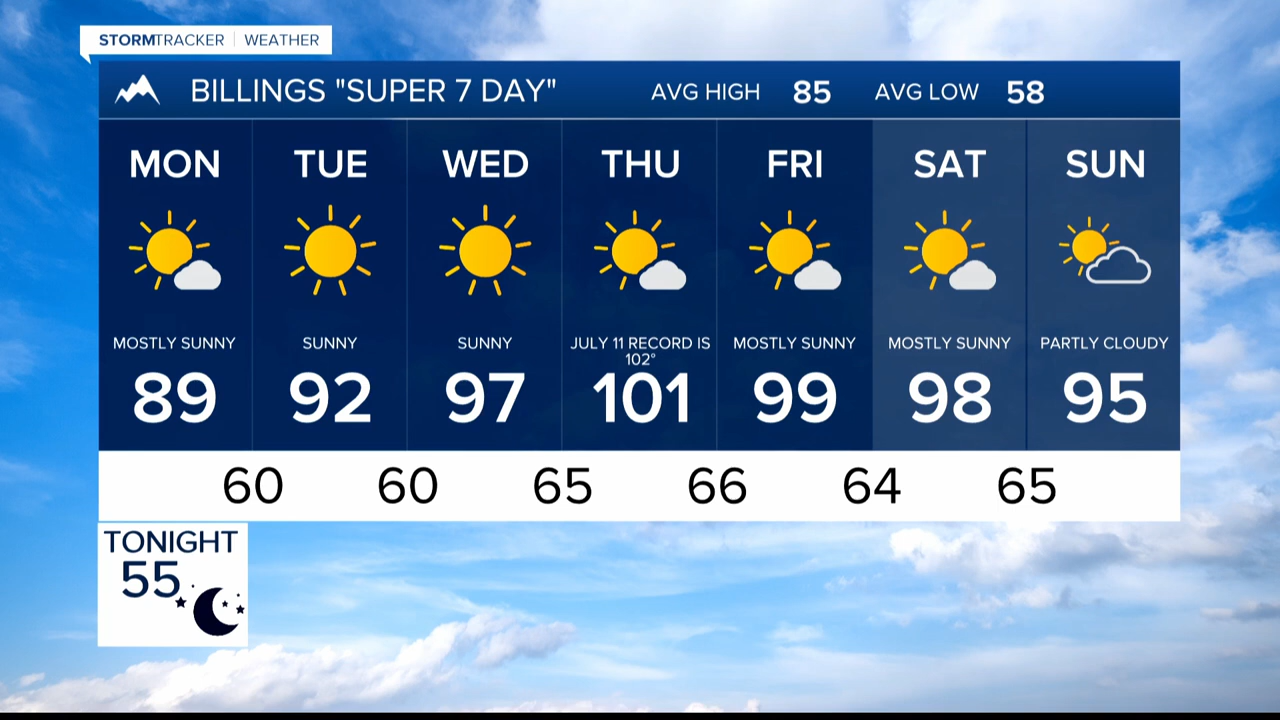 STORMTRACKER | WEATHER
BILLINGS "SUPER 7 DAY" AVG HIGH 85 AVG LOW 58
MON TUE WED THU FRI SAT SUN
MOSTLY SUNNY SUNNY SUNNY JULY 11 RECORD IS MOSTLY SUNNY MOSTLY SUNNY PARTLY CLOUDY
102°
89 92 97 101 99 98 95
60 60 65 66 64 65
TONIGHT
55